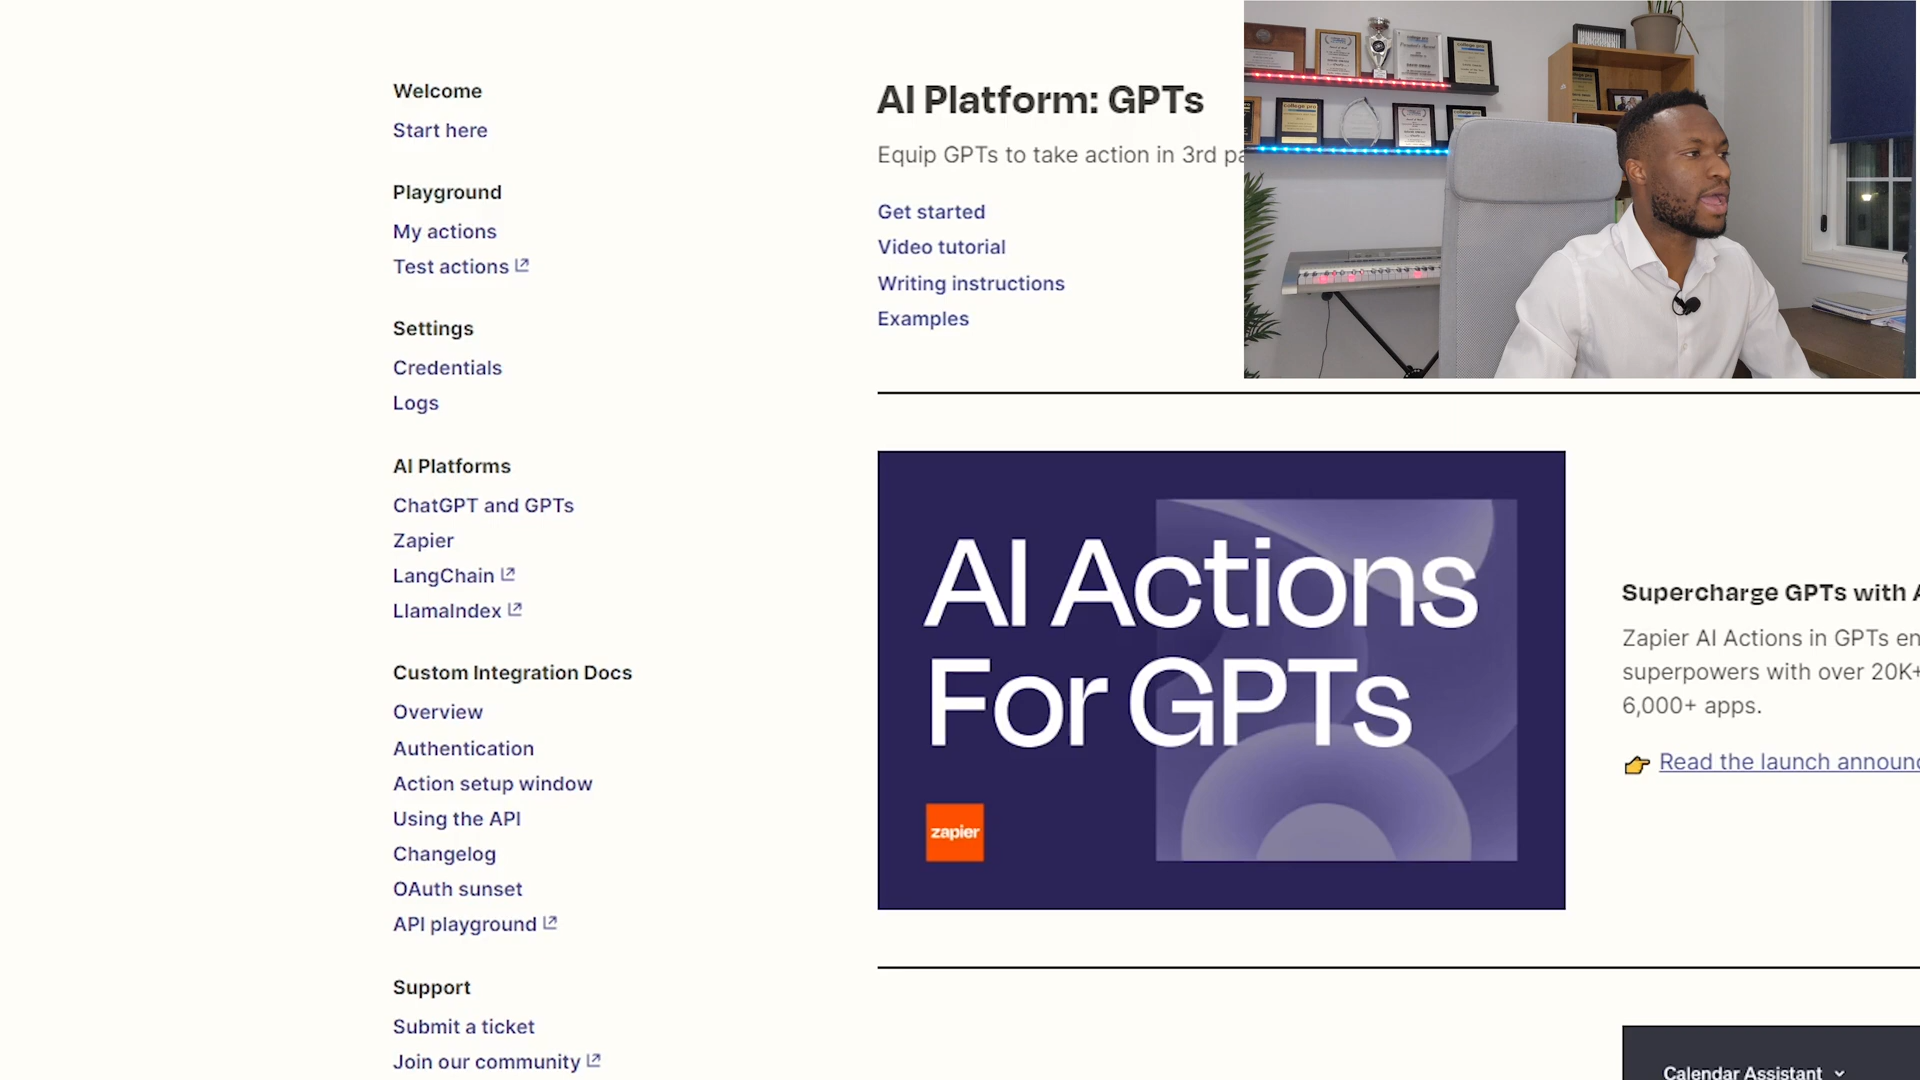 Welcome
Start here
Playground
My actions
Test actions
Settings
Credentials
Logs
AI Platforms
ChatGPT and GPTs
Zapier
LangChain
LlamaIndex
Custom Integration Docs
Overview
Authentication
Action setup window
Using the API
Changelog
OAuth sunset
API playground
Support
Submit a ticket
Join our community
AI Platform: GPTs
Equip GPTs to take action in 3rd pa
Get started
Video tutorial
Writing instructions
Examples
AI Actions
For GPTs
zapier
Supercharge GPTs with A
Zapier AI Actions in GPTs en
superpowers with over 20K+
6,000+ apps.
Read the launch announc
Calendar Assistant